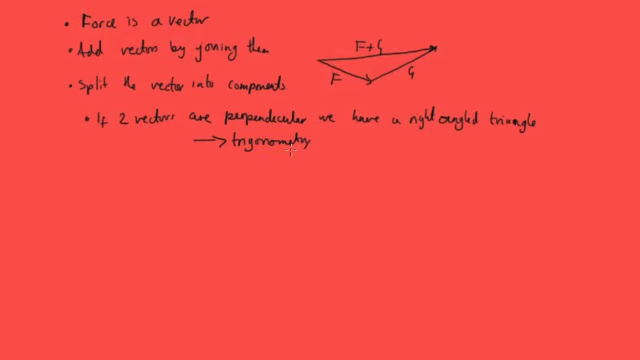 • Force is a vector
• Add vectors by joining them
F+G
F
G
• Split the vector into components
• If 2 vectors are perpendicular we have a right angled triangle
→ trigonometry